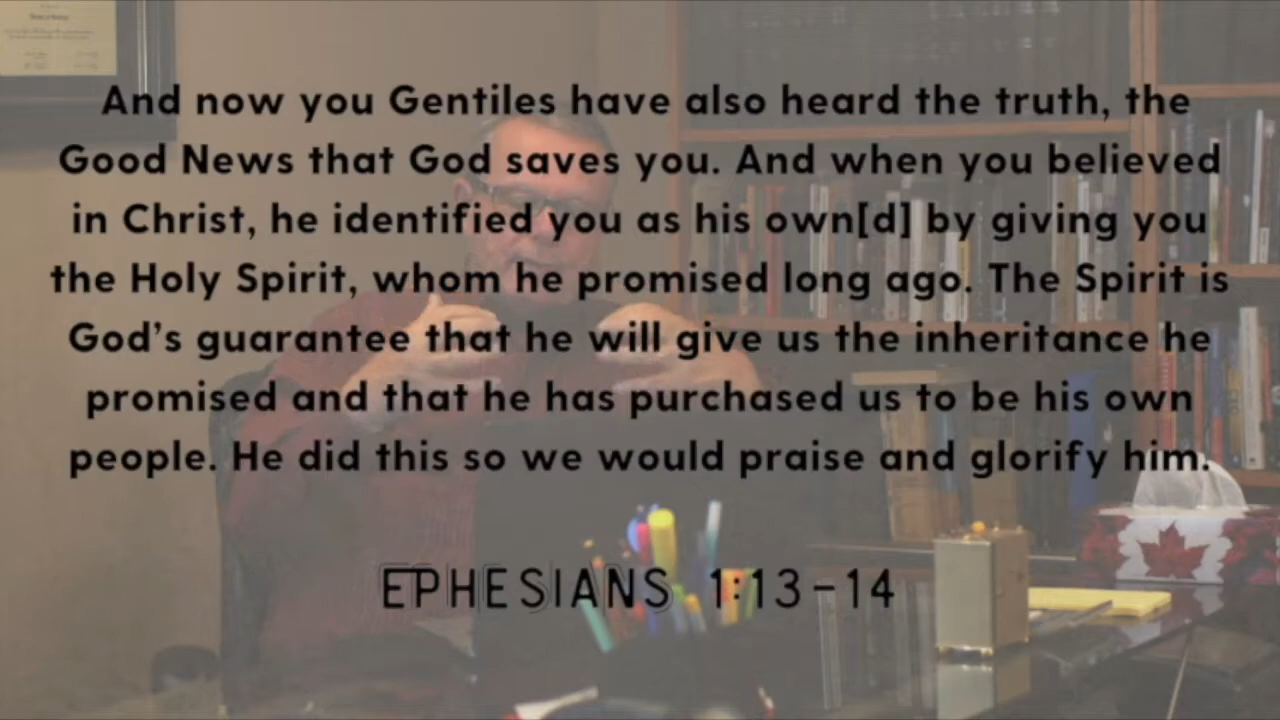 And now you Gentiles have also heard the truth, the
Good News that God saves you. And when you believed
in Christ, he identified you as his own[d] by giving you
the Holy Spirit, whom he promised long ago. The Spirit is
God's guarantee that he will give us the inheritance he
promised and that he has purchased us to be his own
people. He did this so we would praise and glorify him.
EPHESIANS 1:13-14